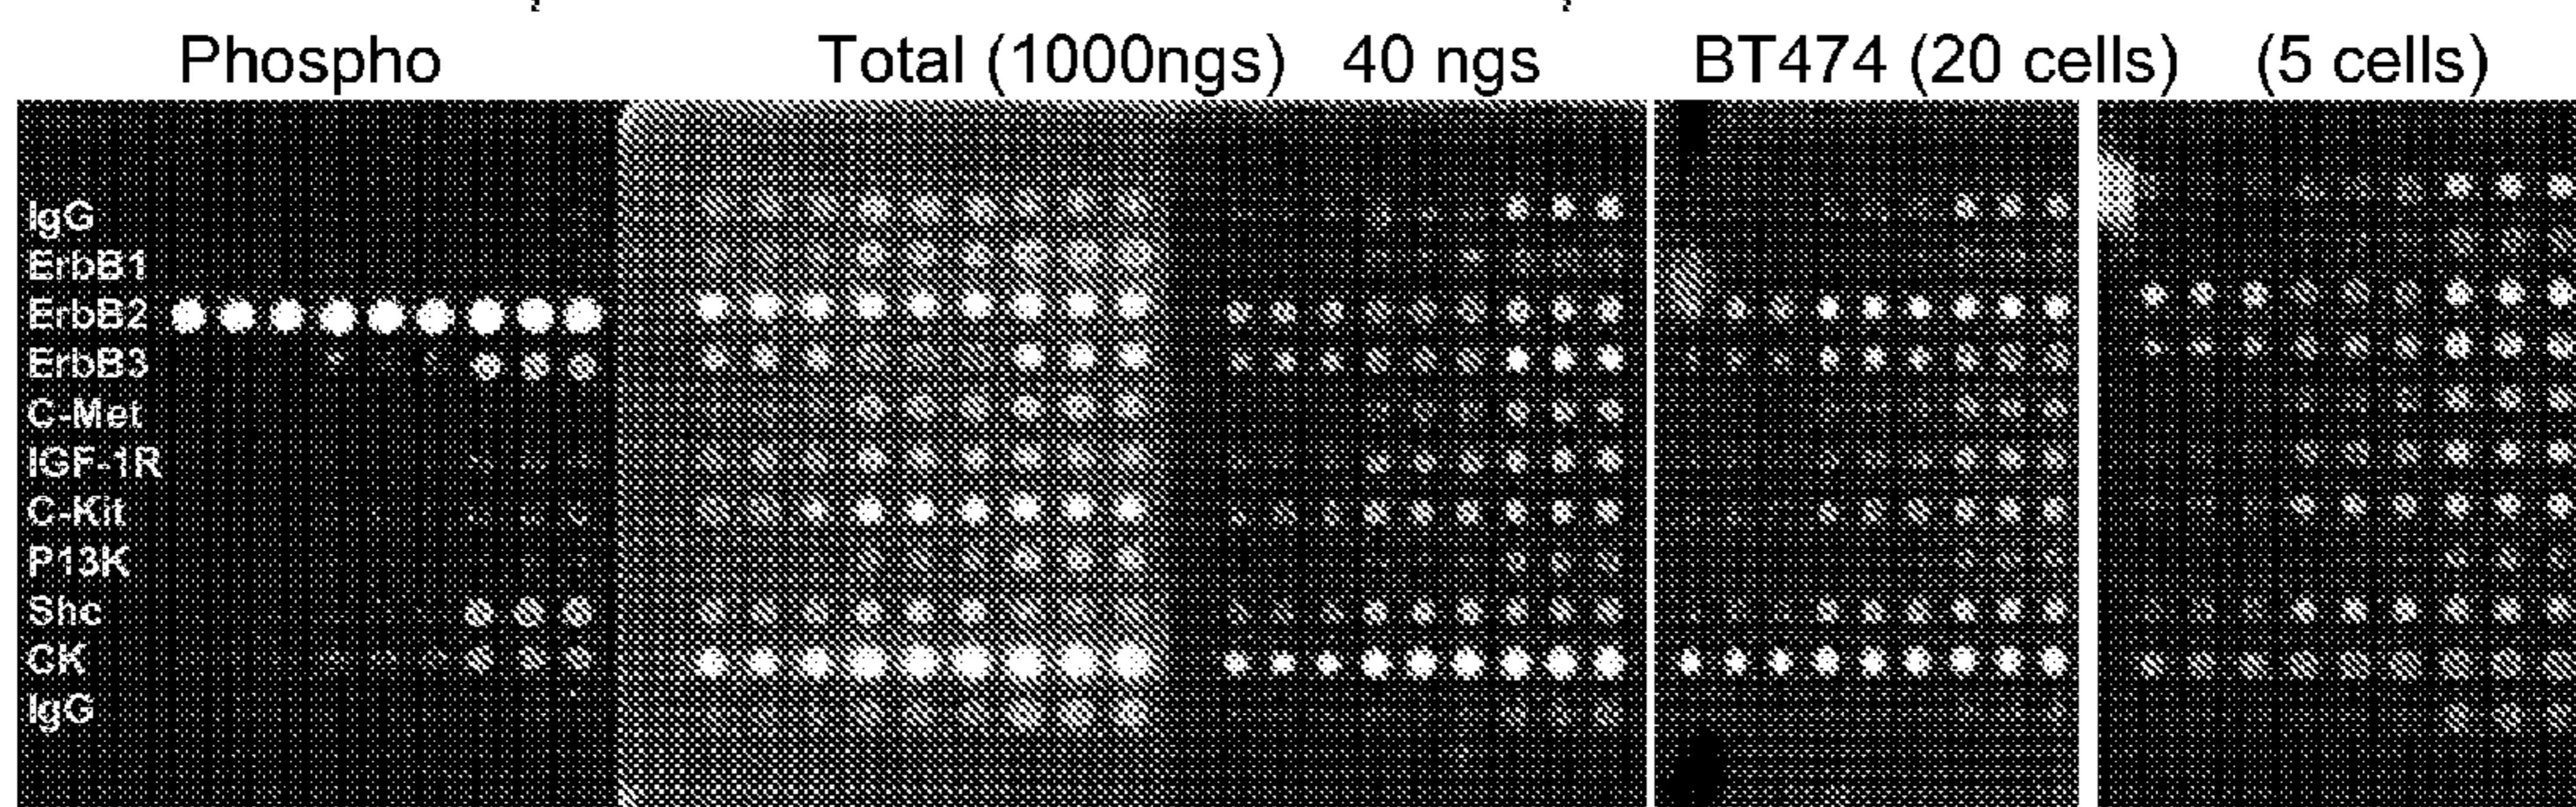 Phospho Total (1000ngs) 40 ngs BT474 (20 cells) (5 cells)
IgG
ErbB1
ErbB2
ErbB3
C-Met
IGF-1R
C-Kit
P13K
Shc
CK
IgG